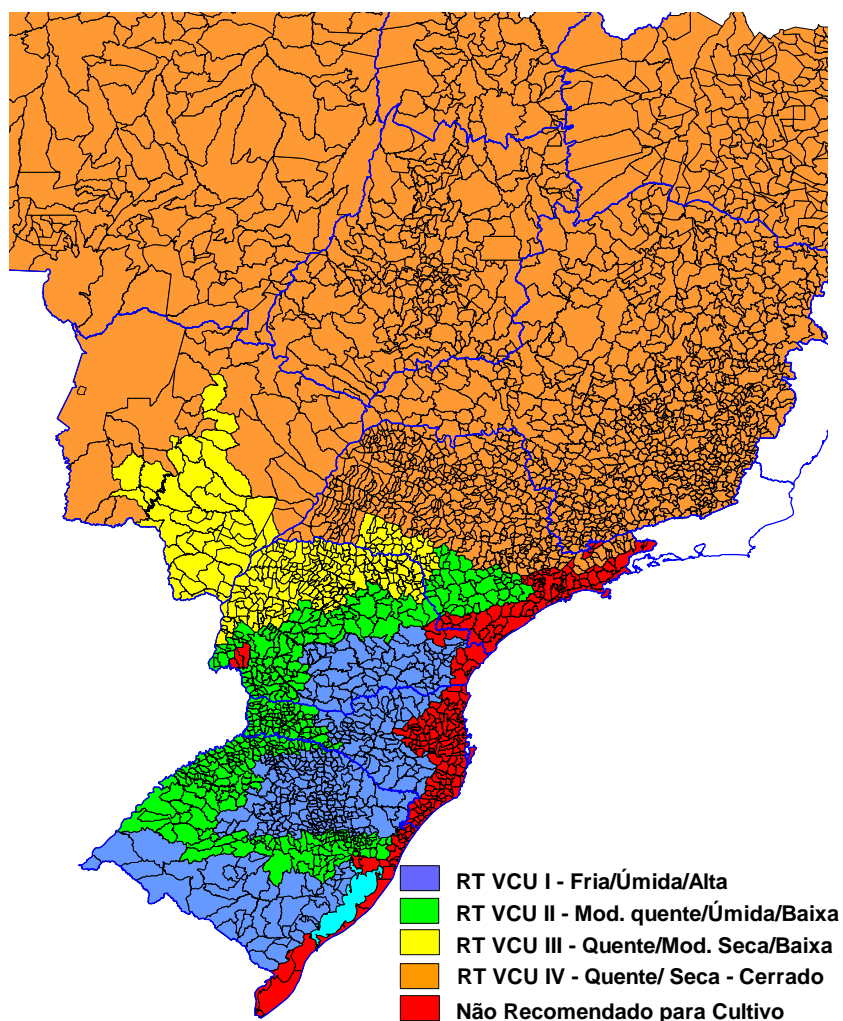 RT VCU I - Fria/Úmida/Alta
RT VCU II - Mod. quente/Úmida/Baixa
RT VCU III - Quente/Mod. Seca/Baixa
RT VCU IV - Quente/ Seca - Cerrado
Não Recomendado para Cultivo